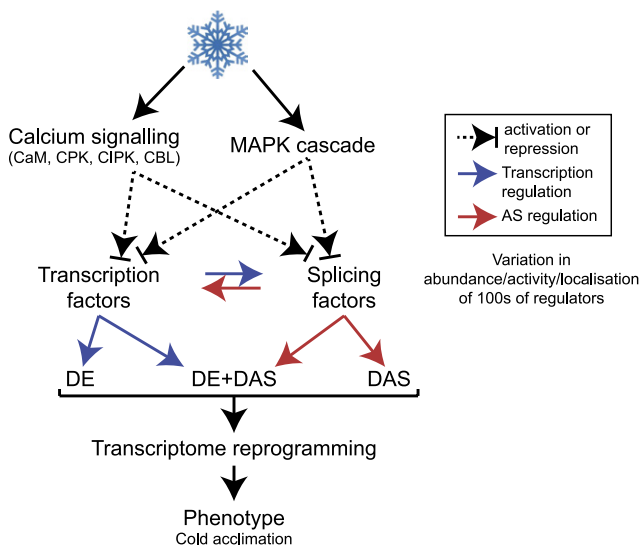 Calcium signalling
(CaM, CPK, CIPK, CBL)
MAPK cascade
activation or
repression
Transcription
regulation
AS regulation
Variation in
abundance/activity/localisation
of 100s of regulators
Transcription
factors
Splicing
factors
DE
DE+DAS
DAS
Transcriptome reprogramming
Phenotype
Cold acclimation